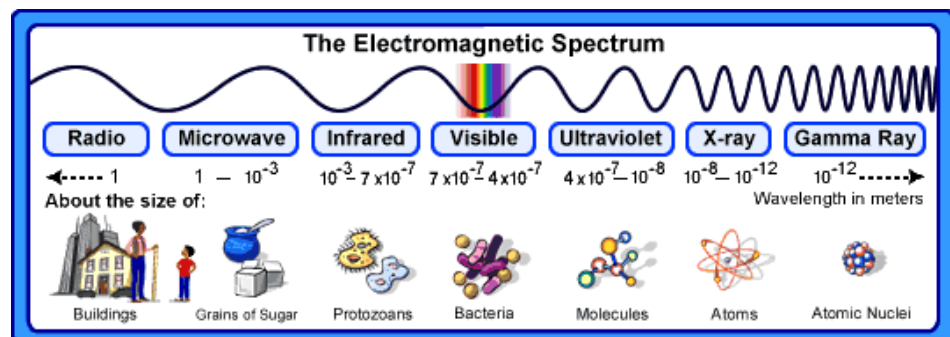 The Electromagnetic Spectrum
Radio Microwave Infrared Visible Ultraviolet X-ray Gamma Ray
1 1 — 10⁻³ 10⁻³– 7 x10⁻⁷ 7 x10⁻⁷– 4x10⁻⁷ 4 x10⁻⁷– 10⁻⁸ 10⁻⁸– 10⁻¹² 10⁻¹²
About the size of: Wavelength in meters
Buildings Grains of Sugar Protozoans Bacteria Molecules Atoms Atomic Nuclei